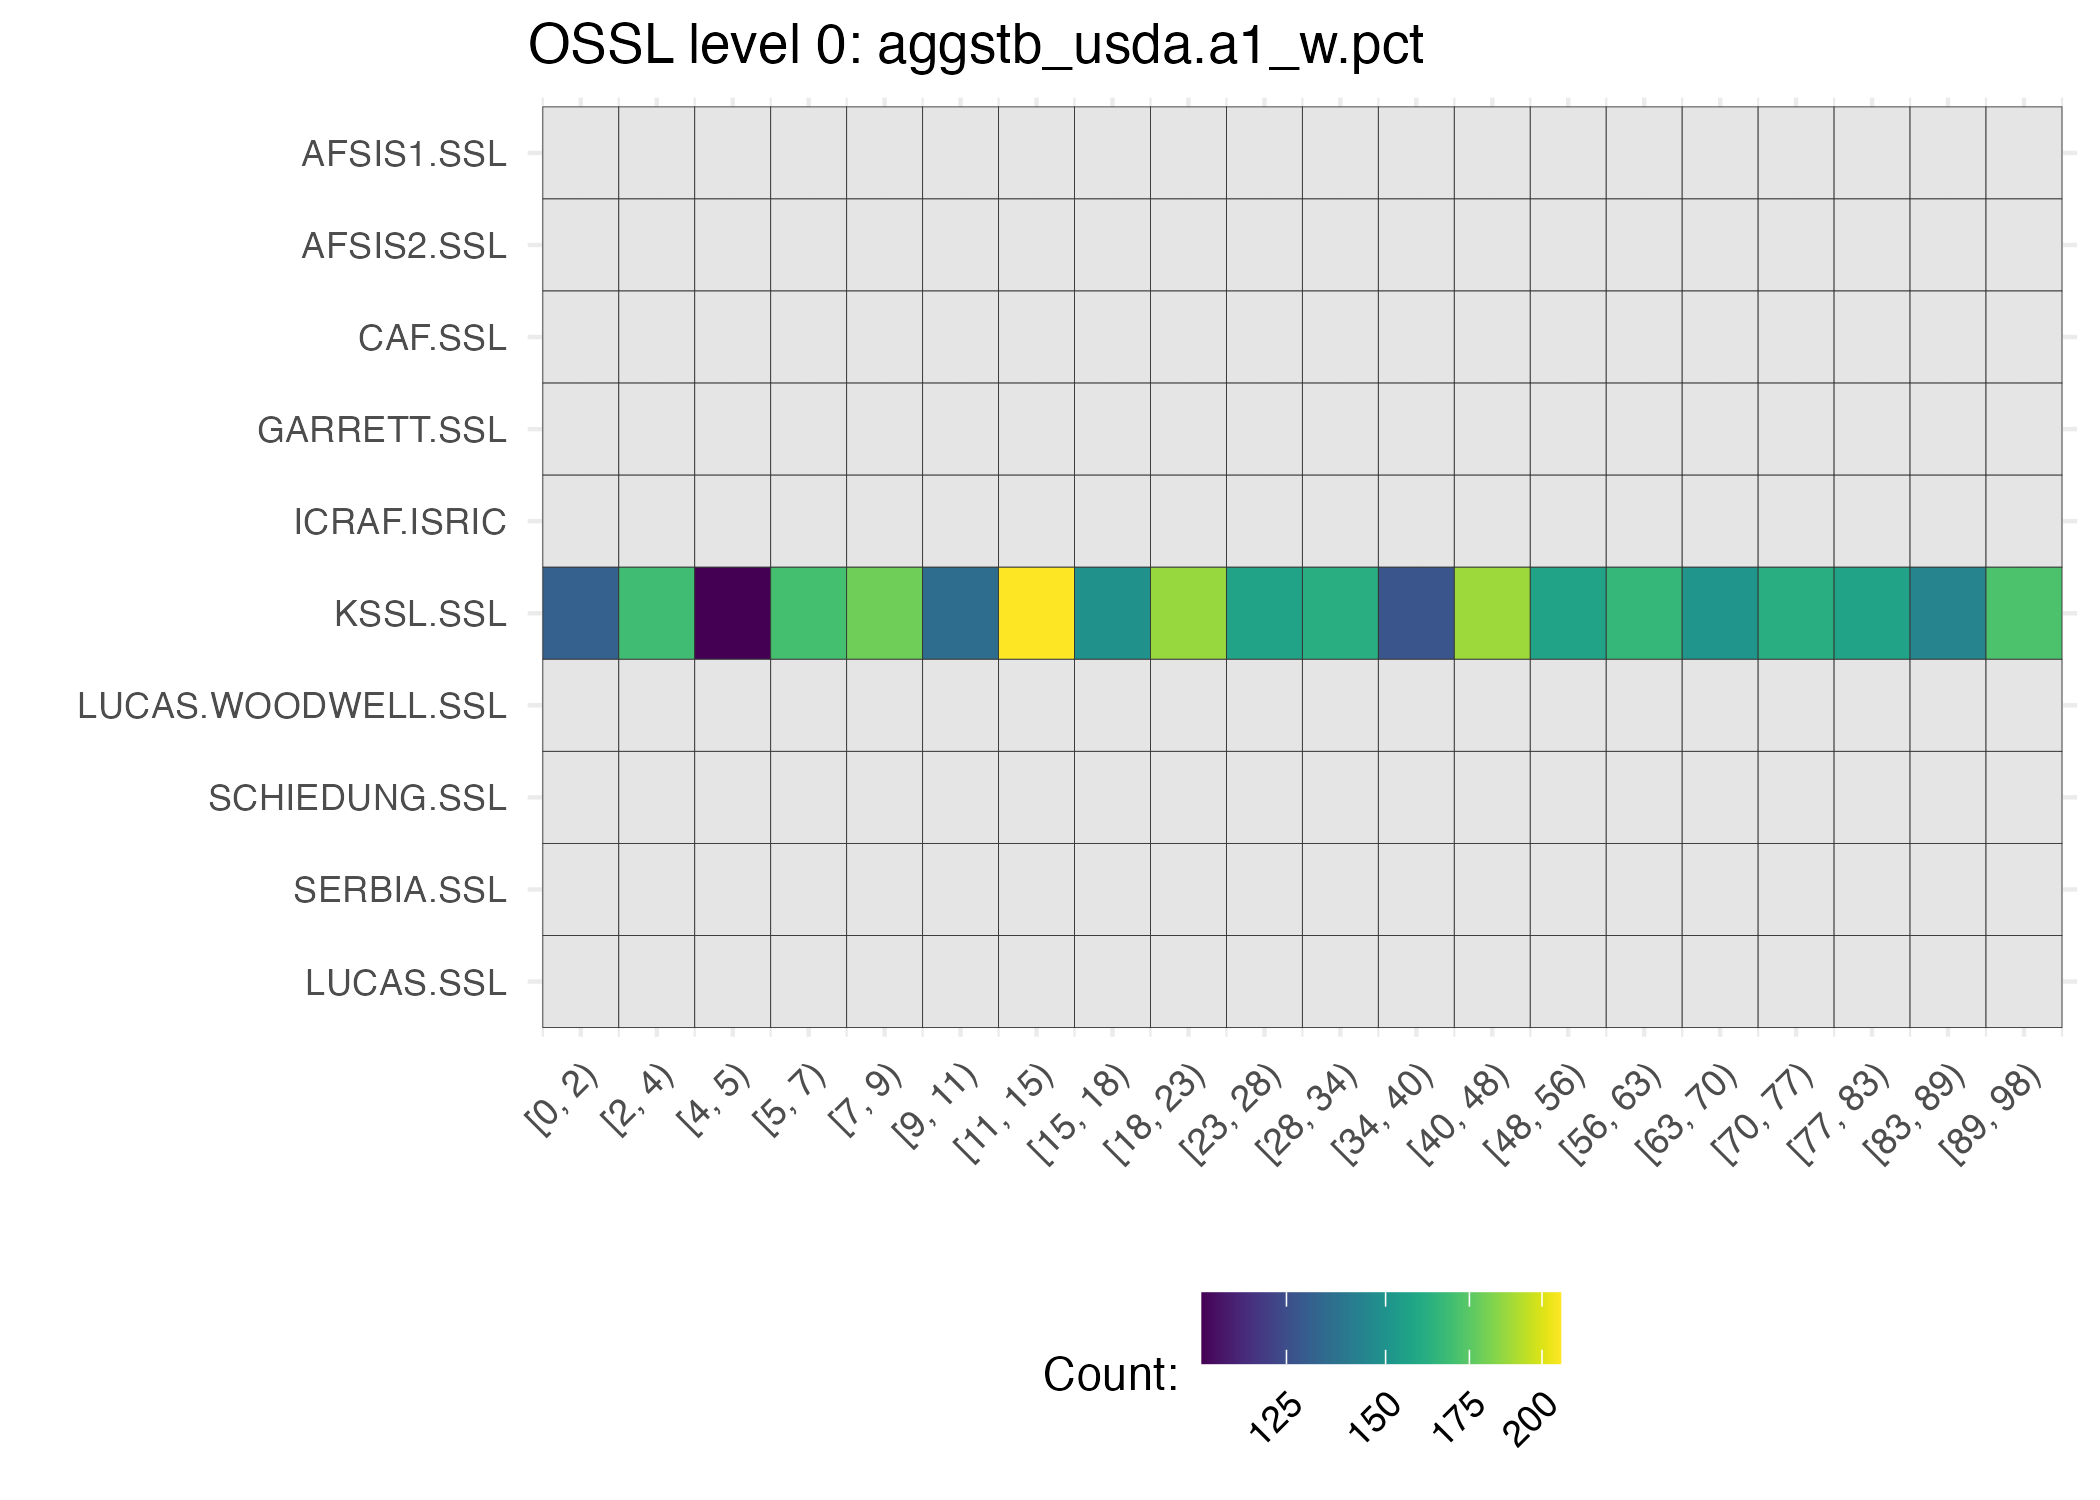 OSSL level 0: aggstb_usda.a1_w.pct
AFSIS1.SSL
AFSIS2.SSL
CAF.SSL
GARRETT.SSL
ICRAF.ISRIC
KSSL.SSL
LUCAS.WOODWELL.SSL
SCHIEDUNG.SSL
SERBIA.SSL
LUCAS.SSL
[0, 2)
[2, 4)
[4, 5)
[5, 7)
[7, 9)
[9, 11)
[11, 15)
[15, 18)
[18, 23)
[23, 28)
[28, 34)
[34, 40)
[40, 48)
[48, 56)
[56, 63)
[63, 70)
[70, 77)
[77, 83)
[83, 89)
[89, 98)
Count:
125
150
175
200